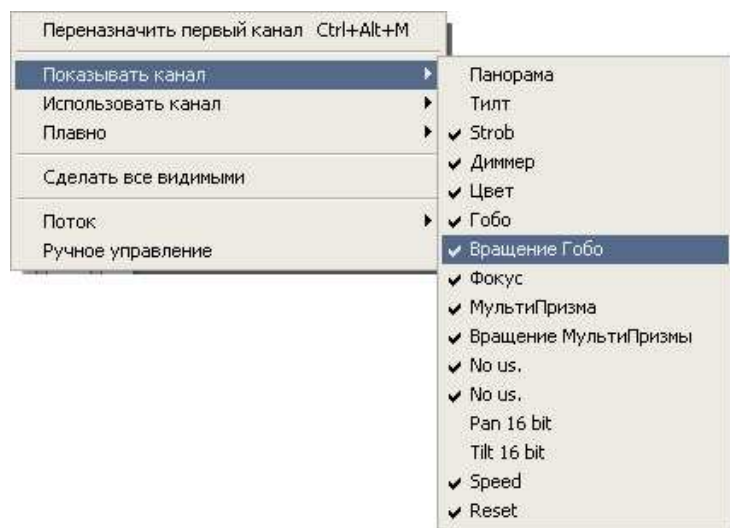 Переназначить первый канал Ctrl+Alt+M
Показывать канал
Использовать канал
Плавно
Сделать все видимыми
Поток
Ручное управление
Панорама
Тилт
Strob
Диммер
Цвет
Гобо
Вращение Гобо
Фокус
МультиПризма
Вращение МультиПризмы
No us.
No us.
Pan 16 bit
Tilt 16 bit
Speed
Reset